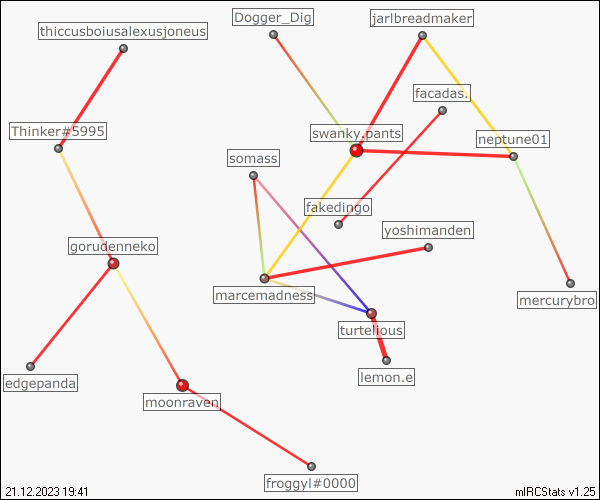 Dogger_Dig
jarlbreadmaker
thiccusboiusalexusjoneus
facadas.
Thinker#5995
swanky.pants
neptune01
somass
fakedingo
yoshimanden
gorudenneko
marcemadness
mercurybro
turtelious
edgepanda
lemon.e
moonraven
froggyl#0000
21.12.2023 19:41
mIRCStats v1.25